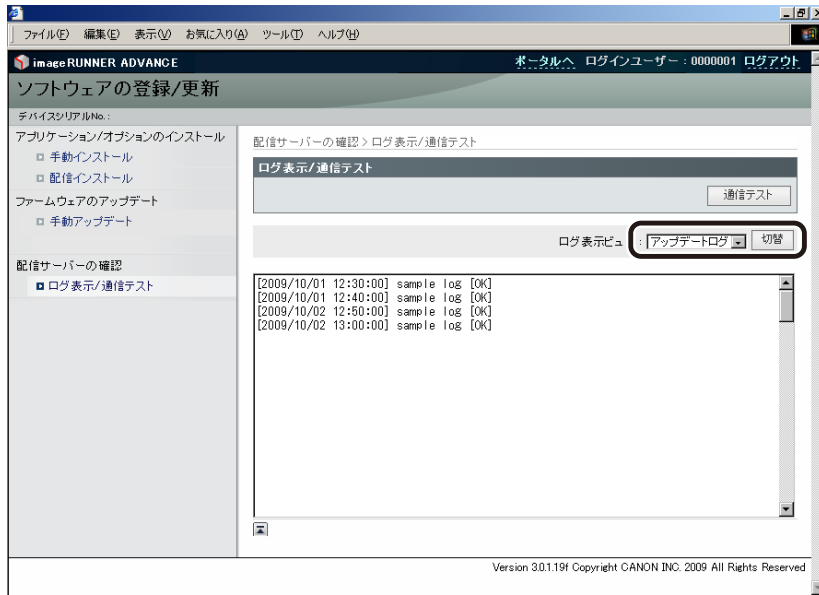 ファイル(F) 編集(E) 表示(V) お気に入り(A) ツール(T) ヘルプ(H)
imageRUNNER ADVANCE ポータルへ ログインユーザー : 0000001 ログアウト
ソフトウェアの登録/更新
デバイスシリアルNo. :
アプリケーション/オプションのインストール
手動インストール
配信インストール
ファームウェアのアップデート
手動アップデート
配信サーバーの確認
ログ表示/通信テスト
配信サーバーの確認 > ログ表示/通信テスト
ログ表示/通信テスト
通信テスト
ログ表示ビュ : アップデートログ 切替
[2009/10/01 12:30:00] sample log [OK]
[2009/10/01 12:40:00] sample log [OK]
[2009/10/02 12:50:00] sample log [OK]
[2009/10/02 13:00:00] sample log [OK]
Version 3.0.1.19f Copyright CANON INC. 2009 All Rights Reserved